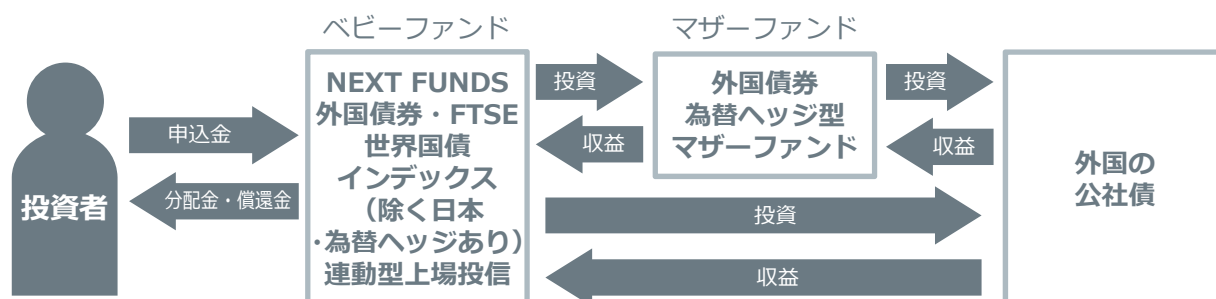 ベビーファンド
マザーファンド
投資者
申込金
分配金・償還金
NEXT FUNDS
外国債券・FTSE
世界国債
インデックス
（除く日本
・為替ヘッジあり）
連動型上場投信
投資
収益
外国債券
為替ヘッジ型
マザーファンド
投資
収益
投資
収益
外国の
公社債